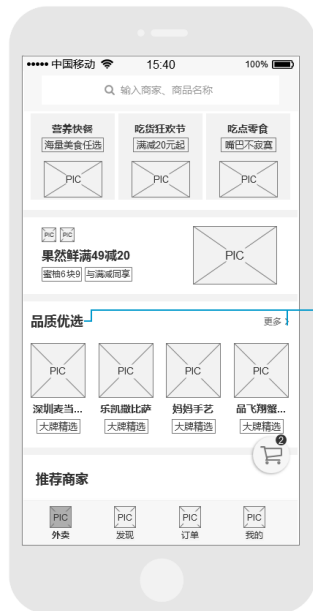 中国移动 15:40 100%
输入商家、商品名称
营养快餐 吃货狂欢节 吃点零食
海量美食任选 满减20元起 嘴巴不寂寞
PIC PIC PIC
PIC PIC
果然鲜满49减20
蜜柚6块9 与满减同享
PIC
品质优选 更多 >
PIC PIC PIC PIC
深圳麦当... 乐凯撒比萨 妈妈手艺 品飞翔蟹...
大牌精选 大牌精选 大牌精选 大牌精选
2
推荐商家
PIC PIC PIC PIC
外卖 发现 订单 我的